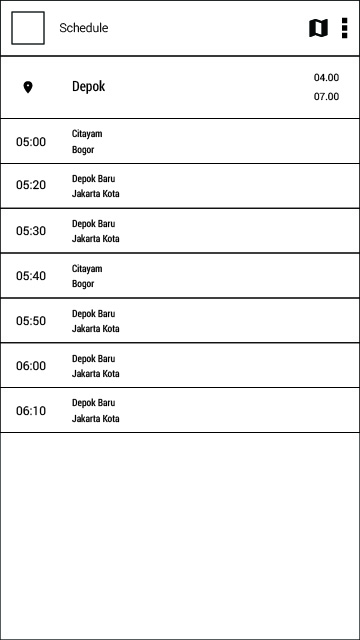 Schedule
Depok
04.00
07.00
05:00
Citayam
Bogor
05:20
Depok Baru
Jakarta Kota
05:30
Depok Baru
Jakarta Kota
05:40
Citayam
Bogor
05:50
Depok Baru
Jakarta Kota
06:00
Depok Baru
Jakarta Kota
06:10
Depok Baru
Jakarta Kota